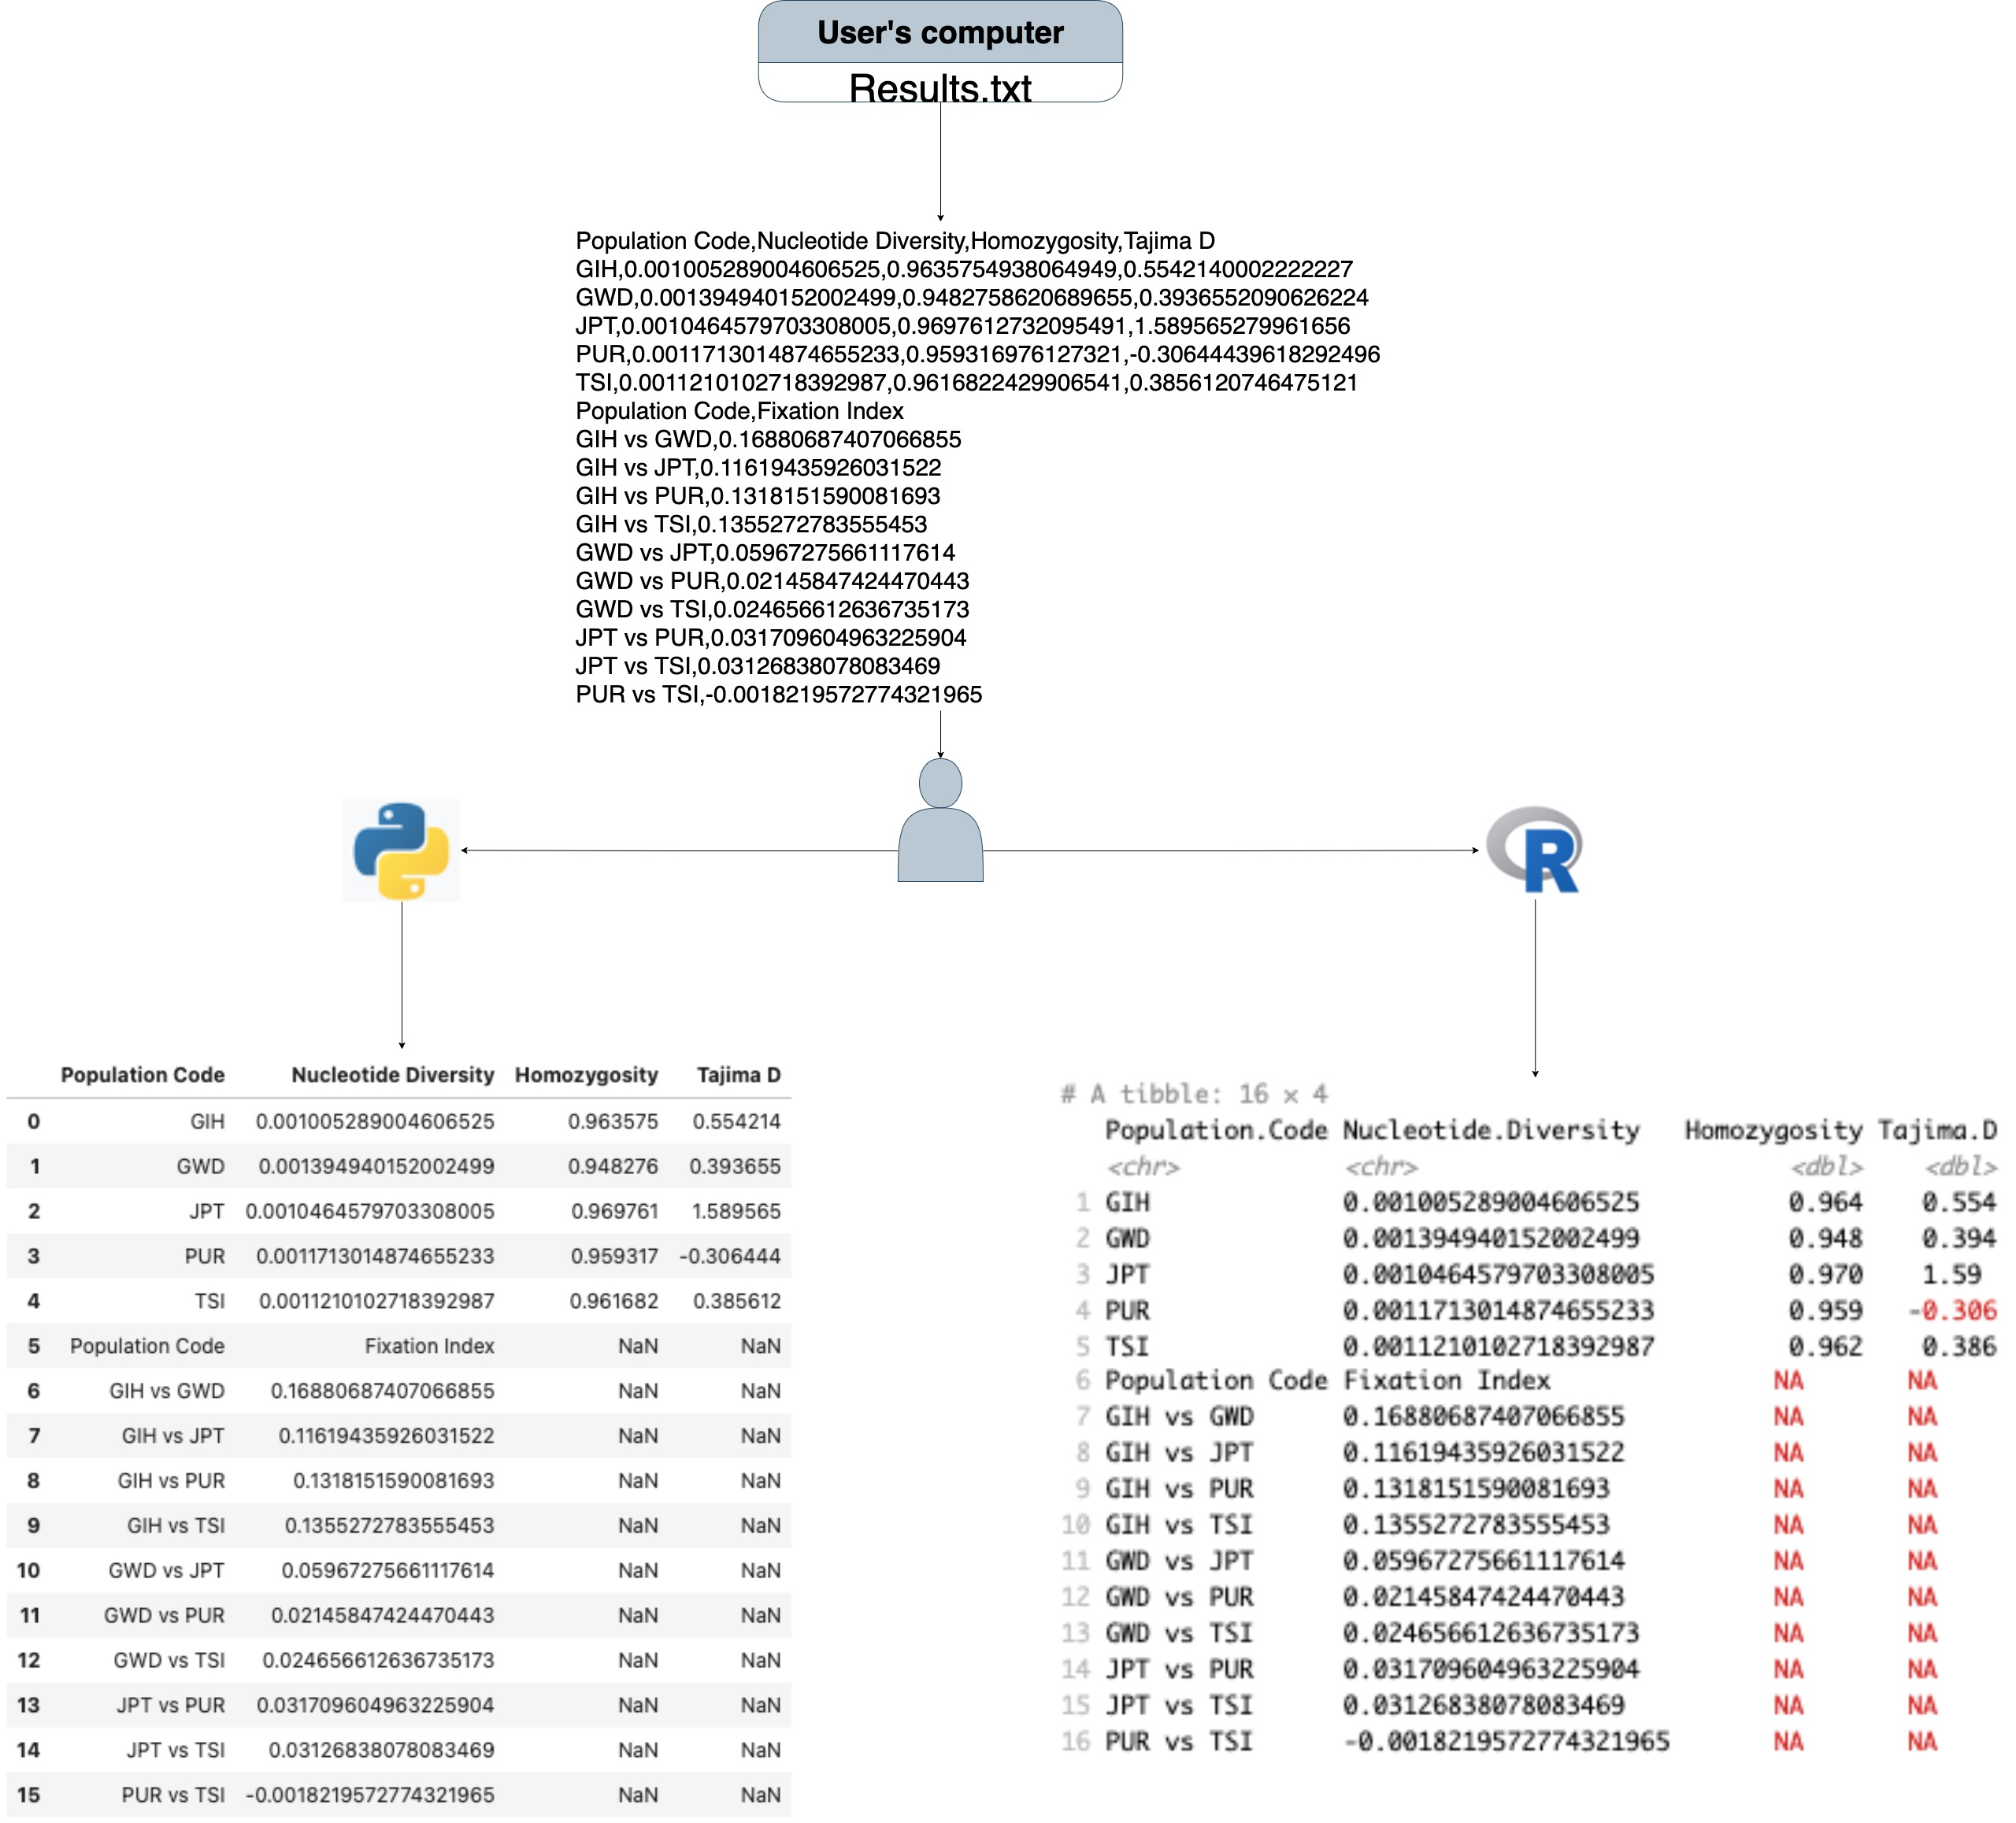 User's computer
Results.txt
Population Code,Nucleotide Diversity,Homozygosity,Tajima D
GIH,0.001005289004606525,0.9635754938064949,0.5542140002222227
GWD,0.001394940152002499,0.9482758620689655,0.3936552090626224
JPT,0.0010464579703308005,0.9697612732095491,1.589565279961656
PUR,0.0011713014874655233,0.959316976127321,-0.30644439618292496
TSI,0.0011210102718392987,0.9616822429906541,0.3856120746475121
Population Code,Fixation Index
GIH vs GWD,0.16880687407066855
GIH vs JPT,0.11619435926031522
GIH vs PUR,0.1318151590081693
GIH vs TSI,0.1355272783555453
GWD vs JPT,0.05967275661117614
GWD vs PUR,0.02145847424470443
GWD vs TSI,0.024656612636735173
JPT vs PUR,0.031709604963225904
JPT vs TSI,0.03126838078083469
PUR vs TSI,-0.0018219572774321965
R
Population Code Nucleotide Diversity Homozygosity Tajima D
0 GIH 0.001005289004606525 0.963575 0.554214
1 GWD 0.001394940152002499 0.948276 0.393655
2 JPT 0.0010464579703308005 0.969761 1.589565
3 PUR 0.0011713014874655233 0.959317 -0.306444
4 TSI 0.0011210102718392987 0.961682 0.385612
5 Population Code Fixation Index NaN NaN
6 GIH vs GWD 0.16880687407066855 NaN NaN
7 GIH vs JPT 0.11619435926031522 NaN NaN
8 GIH vs PUR 0.1318151590081693 NaN NaN
9 GIH vs TSI 0.1355272783555453 NaN NaN
10 GWD vs JPT 0.05967275661117614 NaN NaN
11 GWD vs PUR 0.02145847424470443 NaN NaN
12 GWD vs TSI 0.024656612636735173 NaN NaN
13 JPT vs PUR 0.031709604963225904 NaN NaN
14 JPT vs TSI 0.03126838078083469 NaN NaN
15 PUR vs TSI -0.0018219572774321965 NaN NaN
# A tibble: 16 × 4
Population.Code Nucleotide.Diversity Homozygosity Tajima.D
<chr> <chr> <dbl> <dbl>
1 GIH 0.001005289004606525 0.964 0.554
2 GWD 0.001394940152002499 0.948 0.394
3 JPT 0.0010464579703308005 0.970 1.59
4 PUR 0.0011713014874655233 0.959 -0.306
5 TSI 0.0011210102718392987 0.962 0.386
6 Population Code Fixation Index NA NA
7 GIH vs GWD 0.16880687407066855 NA NA
8 GIH vs JPT 0.11619435926031522 NA NA
9 GIH vs PUR 0.1318151590081693 NA NA
10 GIH vs TSI 0.1355272783555453 NA NA
11 GWD vs JPT 0.05967275661117614 NA NA
12 GWD vs PUR 0.02145847424470443 NA NA
13 GWD vs TSI 0.024656612636735173 NA NA
14 JPT vs PUR 0.031709604963225904 NA NA
15 JPT vs TSI 0.03126838078083469 NA NA
16 PUR vs TSI -0.0018219572774321965 NA NA